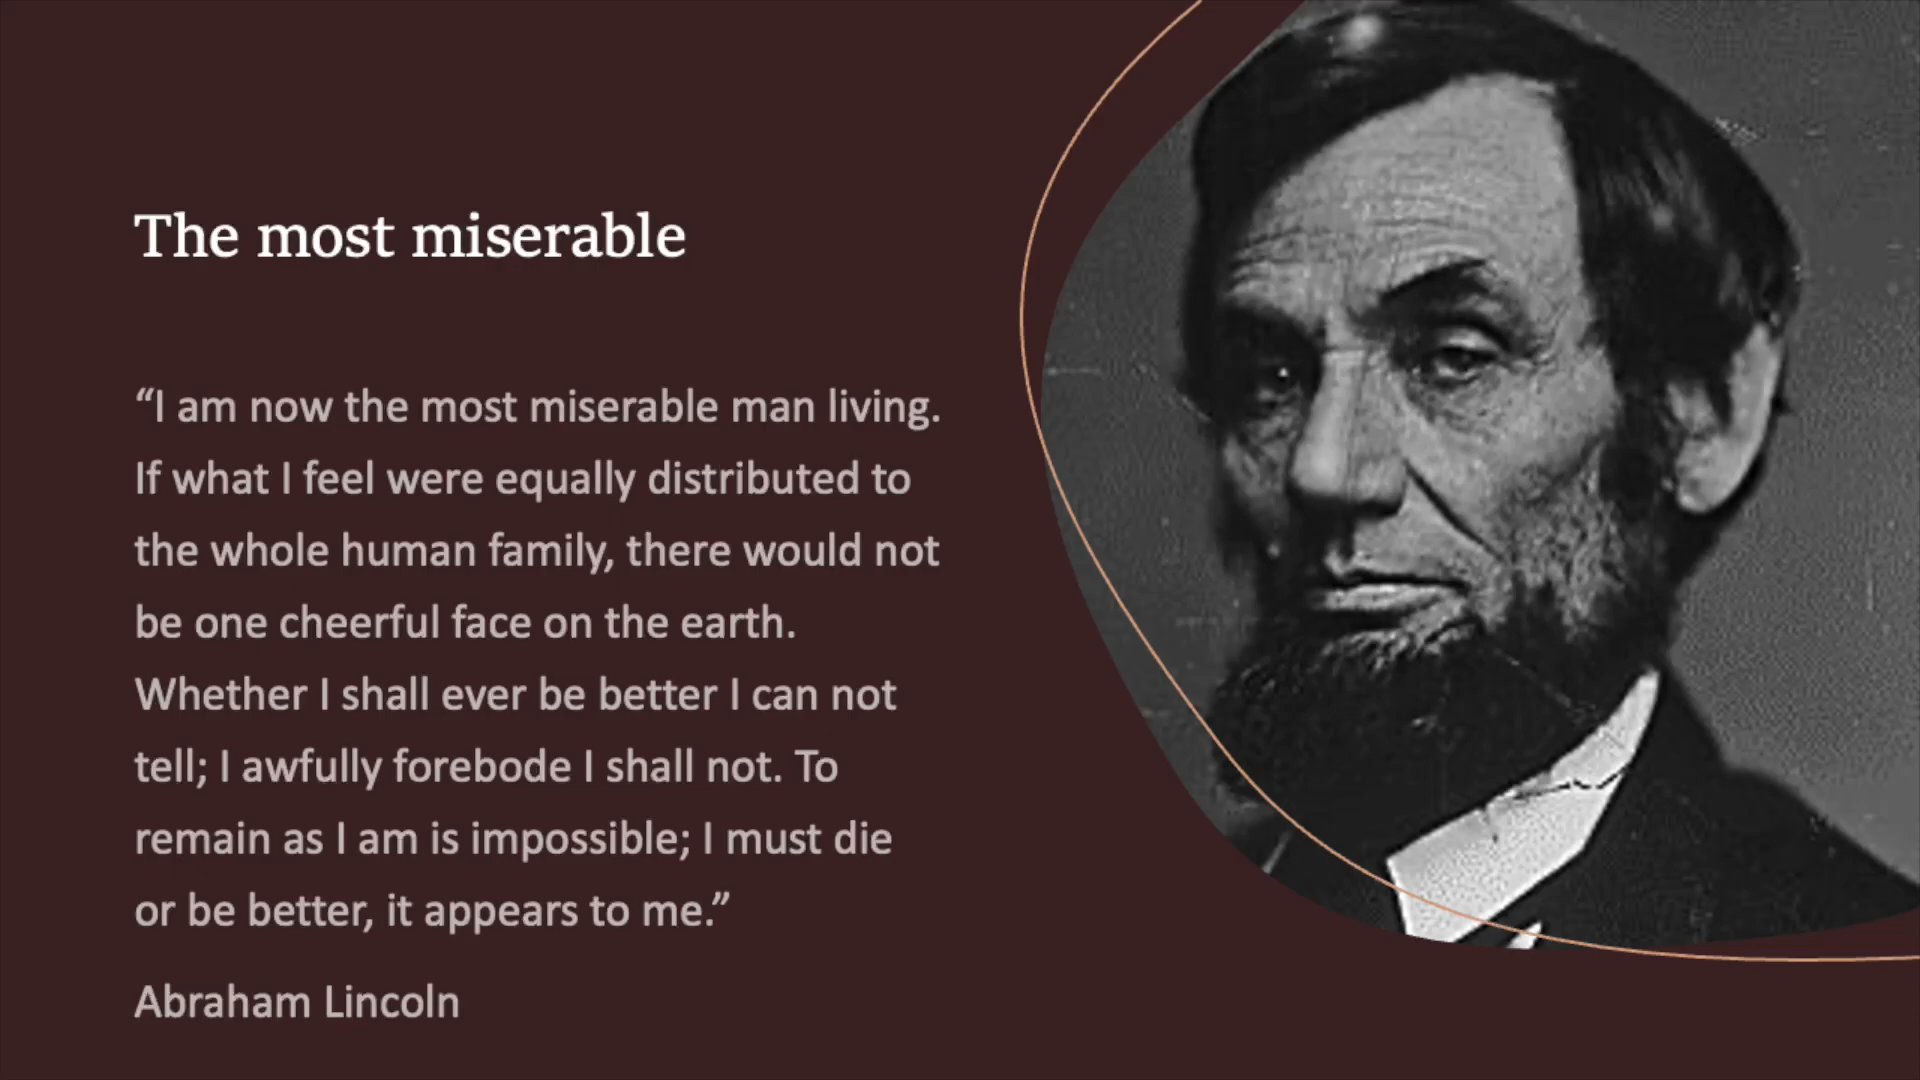 The most miserable
“I am now the most miserable man living.
If what I feel were equally distributed to
the whole human family, there would not
be one cheerful face on the earth.
Whether I shall ever be better I can not
tell; I awfully forebode I shall not. To
remain as I am is impossible; I must die
or be better, it appears to me.”
Abraham Lincoln